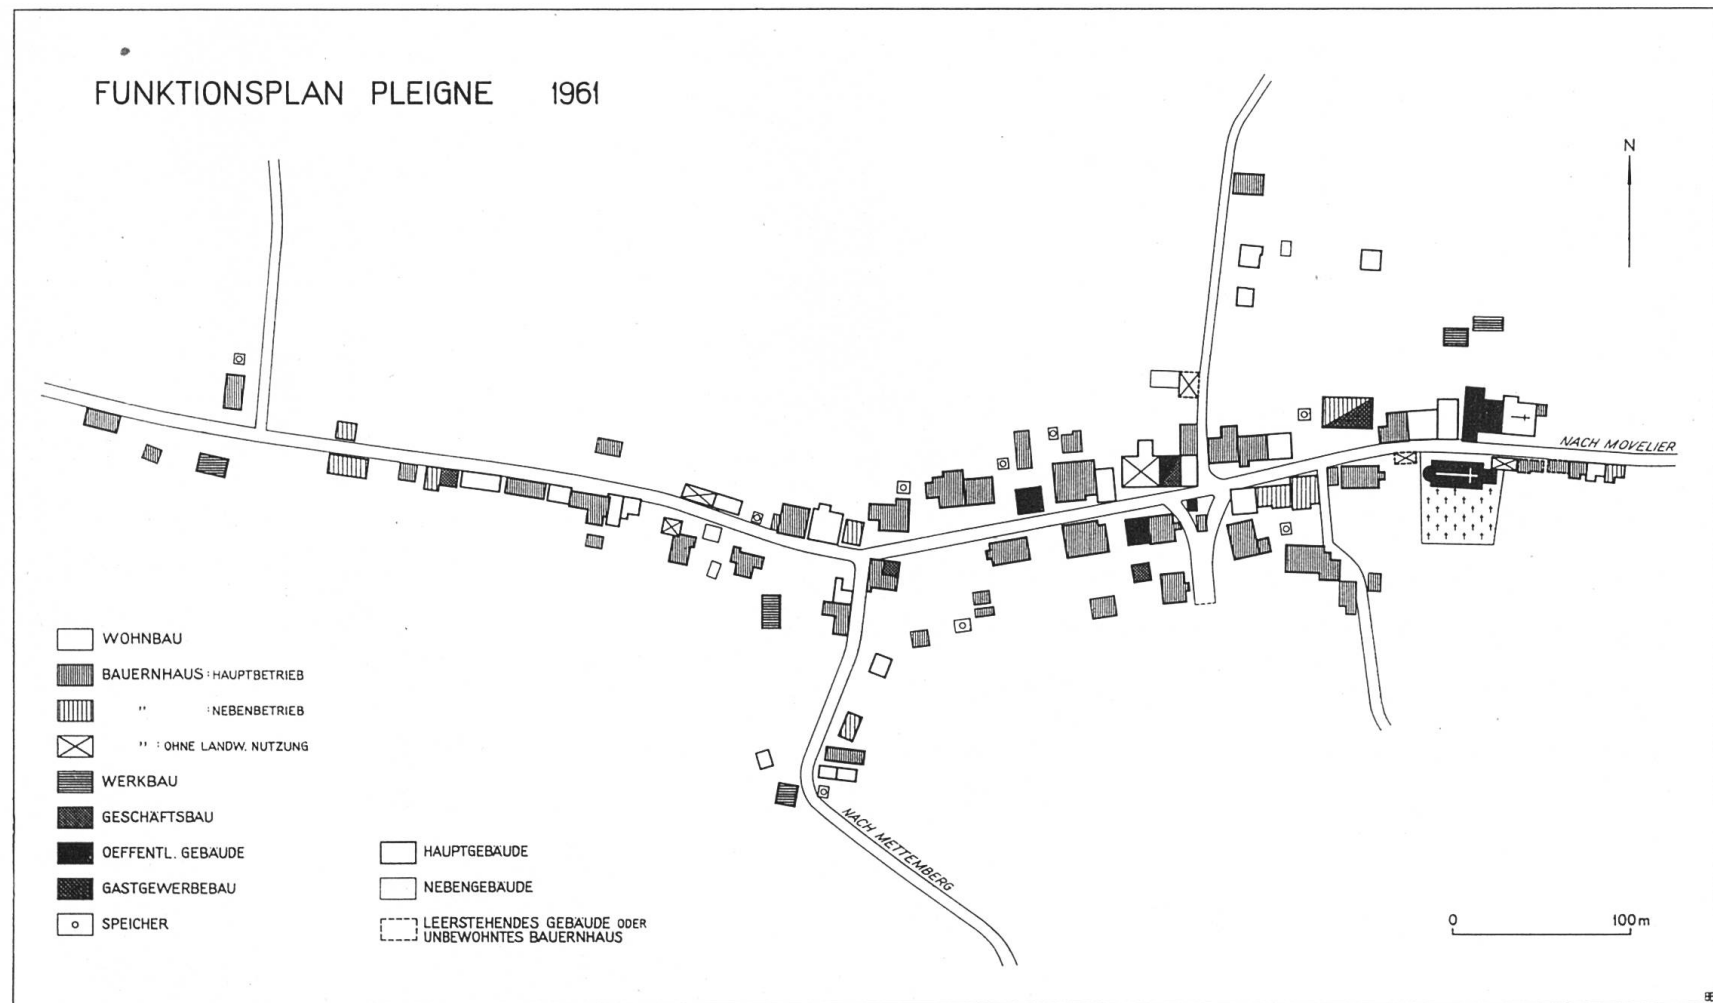 FUNKTIONSPLAN PLEIGNE 1961
N
NACH MOVELIER
WOHNBAU
BAUERNHAUS : HAUPTBETRIEB
" : NEBENBETRIEB
" : OHNE LANDW. NUTZUNG
WERKBAU
GESCHÄFTSBAU
OEFFENTL. GEBÄUDE
GASTGEWERBEBAU
SPEICHER
HAUPTGEBÄUDE
NEBENGEBÄUDE
LEERSTEHENDES GEBÄUDE ODER
UNBEWOHNTES BAUERNHAUS
NACH METTEMBERG
0 100m